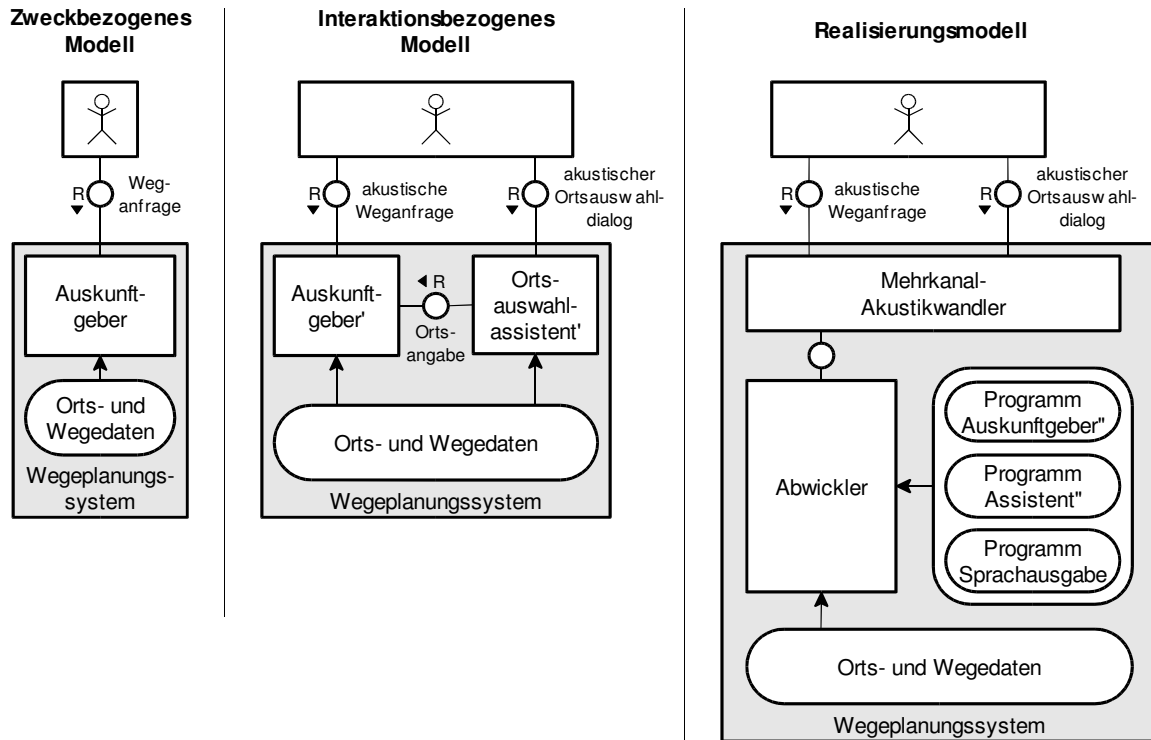 Zweckbezogenes
Modell
R
Weg-
anfrage
Auskunft-
geber
Orts- und
Wegedaten
Wegeplanungs-
system
Interaktionsbezogenes
Modell
R
akustische
Weganfrage
R
akustischer
Ortsauswahl-
dialog
Auskunft-
geber'
R
Orts-
angabe
Orts-
auswahl-
assistent'
Orts- und Wegedaten
Wegeplanungssystem
Realisierungsmodell
akustische
Weganfrage
R
R
akustischer
Ortsauswahl-
dialog
Mehrkanal-
Akustikwandler
Abwickler
Programm
Auskunftgeber"
Programm
Assistent"
Programm
Sprachausgabe
Orts- und Wegedaten
Wegeplanungssystem